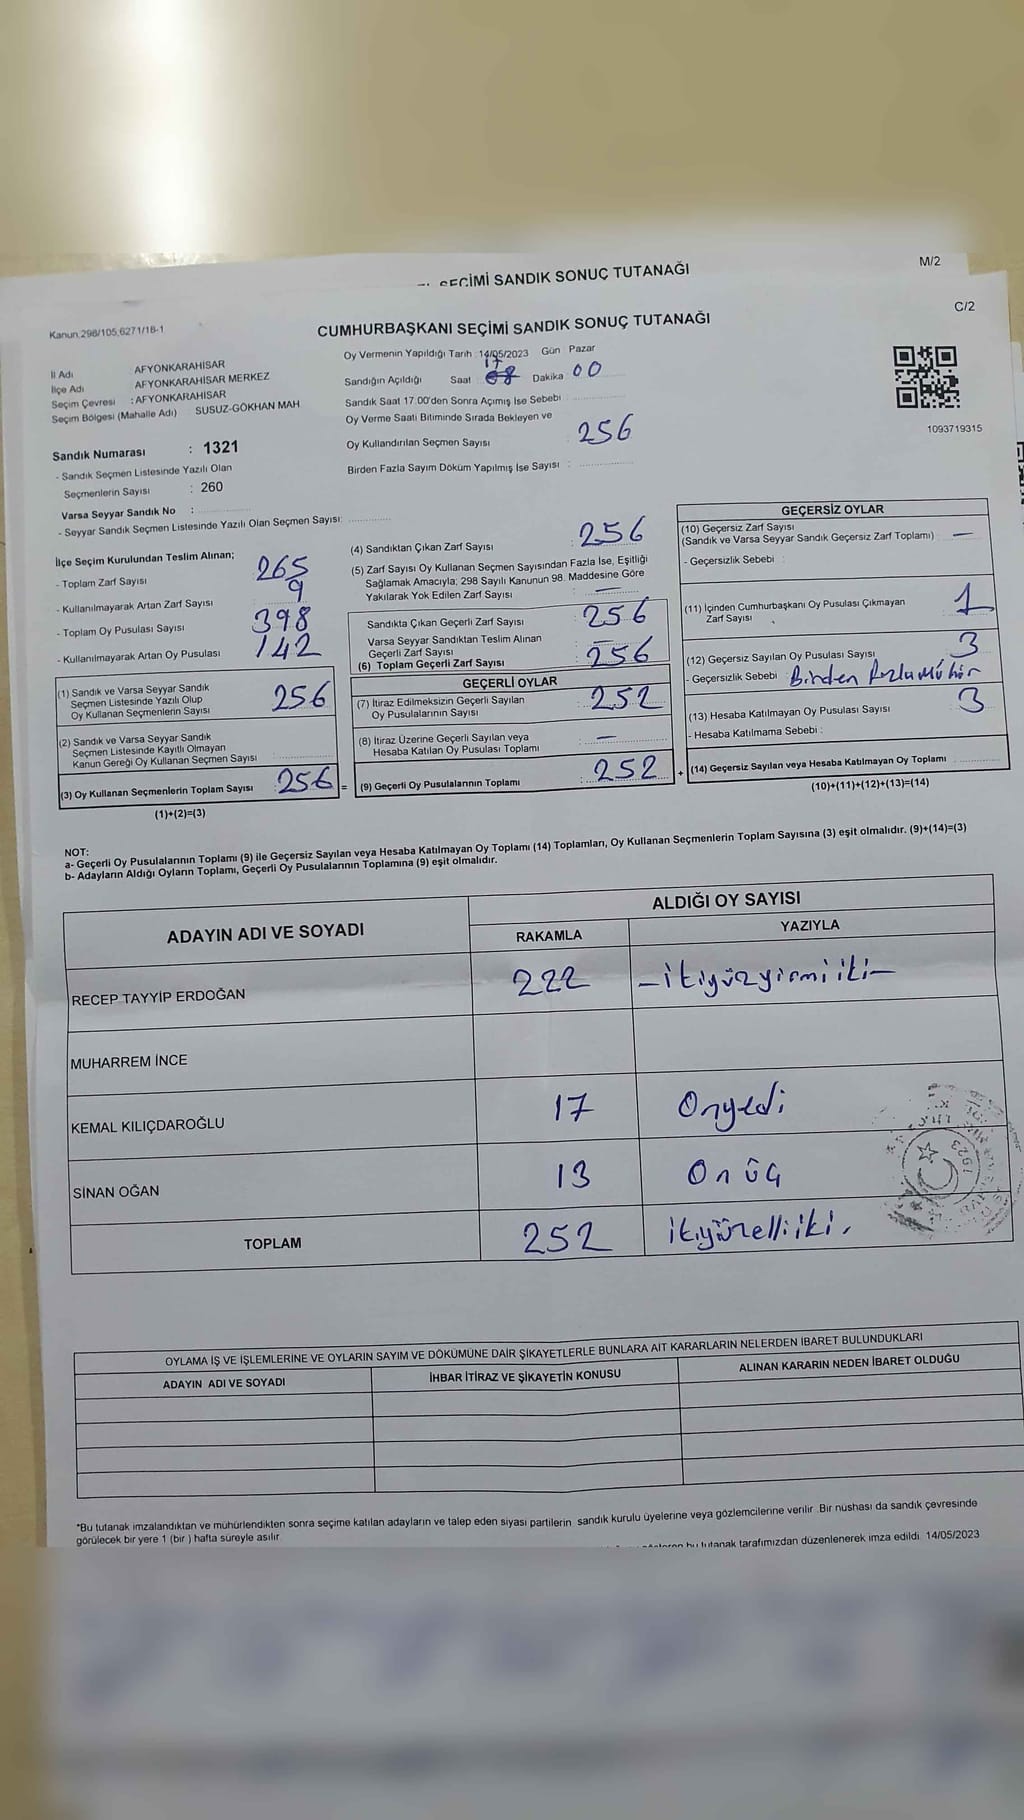 SEÇİMİ SANDIK SONUÇ TUTANAĞI
M/2
C/2
Kanun.298/105,6271/18-1
CUMHURBAŞKANI SEÇİMİ SANDIK SONUÇ TUTANAĞI
İl Adı AFYONKARAHİSAR
İlçe Adı AFYONKARAHİSAR MERKEZ
Seçim Çevresi : AFYONKARAHİSAR
Seçim Bölgesi (Mahalle Adı) SUSUZ-GÖKHAN MAH
Sandık Numarası : 1321
- Sandık Seçmen Listesinde Yazılı Olan
Seçmenlerin Sayısı : 260
Varsa Seyyar Sandık No :
- Seyyar Sandık Seçmen Listesinde Yazılı Olan Seçmen Sayısı:
Oy Vermenin Yapıldığı Tarih : 14/05/2023 Gün Pazar
17
Sandığın Açıldığı Saat : 08 Dakika : 00
Sandık Saat 17.00'den Sonra Açımış İse Sebebi :
Oy Verme Saati Bitiminde Sırada Bekleyen ve
Oy Kullandırılan Seçmen Sayısı : 256
Birden Fazla Sayım Döküm Yapılmış İse Sayısı :
1093719315
İlçe Seçim Kurulundan Teslim Alınan;
- Toplam Zarf Sayısı 265
- Kullanılmayarak Artan Zarf Sayısı 9
- Toplam Oy Pusulası Sayısı 398
- Kullanılmayarak Artan Oy Pusulası 142
(1) Sandık ve Varsa Seyyar Sandık
Seçmen Listesinde Yazılı Olup
Oy Kullanan Seçmenlerin Sayısı 256
(2) Sandık ve Varsa Seyyar Sandık
Seçmen Listesinde Kayıtlı Olmayan
Kanun Gereği Oy Kullanan Seçmen Sayısı
(3) Oy Kullanan Seçmenlerin Toplam Sayısı 256 =
(1)+(2)=(3)
(4) Sandıktan Çıkan Zarf Sayısı : 256
(5) Zarf Sayısı Oy Kullanan Seçmen Sayısından Fazla İse, Eşitliği
Sağlamak Amacıyla; 298 Sayılı Kanunun 98. Maddesine Göre
Yakılarak Yok Edilen Zarf Sayısı : —
Sandıkta Çıkan Geçerli Zarf Sayısı : 256
Varsa Seyyar Sandıktan Teslim Alınan
Geçerli Zarf Sayısı : —
(6) Toplam Geçerli Zarf Sayısı : 256
GEÇERLİ OYLAR
(7) İtiraz Edilmeksizin Geçerli Sayılan
Oy Pusulalarının Sayısı : 252
(8) İtiraz Üzerine Geçerli Sayılan veya
Hesaba Katılan Oy Pusulası Toplamı : —
(9) Geçerli Oy Pusulalarının Toplamı : 252 +
GEÇERSİZ OYLAR
(10) Geçersiz Zarf Sayısı
(Sandık ve Varsa Seyyar Sandık Geçersiz Zarf Toplamı) : —
- Geçersizlik Sebebi :
(11) İçinden Cumhurbaşkanı Oy Pusulası Çıkmayan
Zarf Sayısı 1
(12) Geçersiz Sayılan Oy Pusulası Sayısı : 3
- Geçersizlik Sebebi : Birden Fazla Mühür
(13) Hesaba Katılmayan Oy Pusulası Sayısı : 3
- Hesaba Katılmama Sebebi :
(14) Geçersiz Sayılan veya Hesaba Katılmayan Oy Toplamı
(10)+(11)+(12)+(13)=(14)
NOT:
a- Geçerli Oy Pusulalarının Toplamı (9) ile Geçersiz Sayılan veya Hesaba Katılmayan Oy Toplamı (14) Toplamları, Oy Kullanan Seçmenlerin Toplam Sayısına (3) eşit olmalıdır. (9)+(14)=(3)
b- Adayların Aldığı Oyların Toplamı, Geçerli Oy Pusulalarının Toplamına (9) eşit olmalıdır.
ADAYIN ADI VE SOYADI
ALDIĞI OY SAYISI
RAKAMLA YAZIYLA
RECEP TAYYİP ERDOĞAN 222 — ikiyüzyirmiiki —
MUHARREM İNCE
KEMAL KILIÇDAROĞLU 17 Onyedi
SİNAN OĞAN 13 Onüç
TOPLAM 252 ikiyüzelliiki.
1923
OYLAMA İŞ VE İŞLEMLERİNE VE OYLARIN SAYIM VE DÖKÜMÜNE DAİR ŞİKAYETLERLE BUNLARA AİT KARARLARIN NELERDEN İBARET BULUNDUKLARI
ADAYIN ADI VE SOYADI İHBAR İTİRAZ VE ŞİKAYETİN KONUSU ALINAN KARARIN NEDEN İBARET OLDUĞU
*Bu tutanak imzalandıktan ve mühürlendikten sonra seçime katılan adayların ve talep eden siyasi partilerin sandık kurulu üyelerine veya gözlemcilerine verilir. Bir nüshası da sandık çevresinde
görülecek bir yere 1 (bir ) hafta süreyle asılır.
bu tutanak tarafımızdan düzenlenerek imza edildi. 14/05/2023